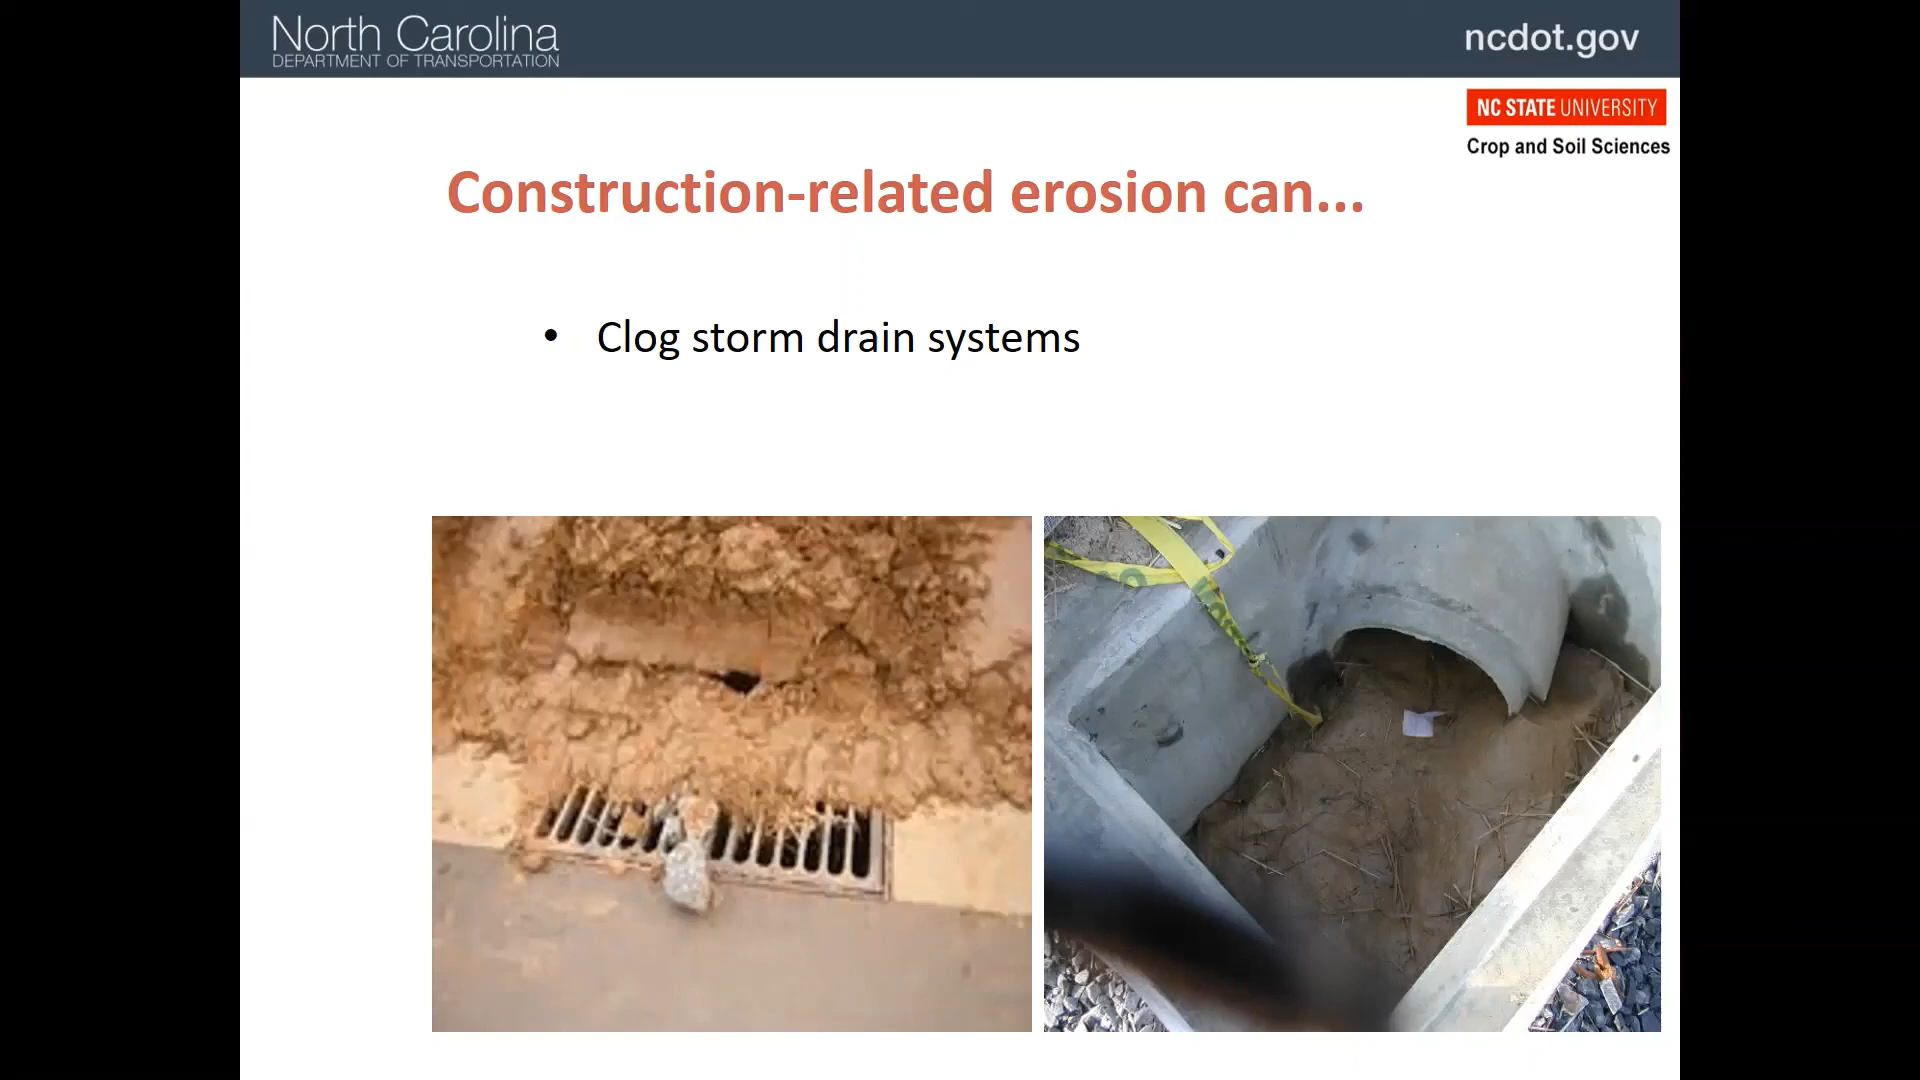 North Carolina
DEPARTMENT OF TRANSPORTATION
ncdot.gov
NC STATE UNIVERSITY
Crop and Soil Sciences
Construction-related erosion can...
• Clog storm drain systems